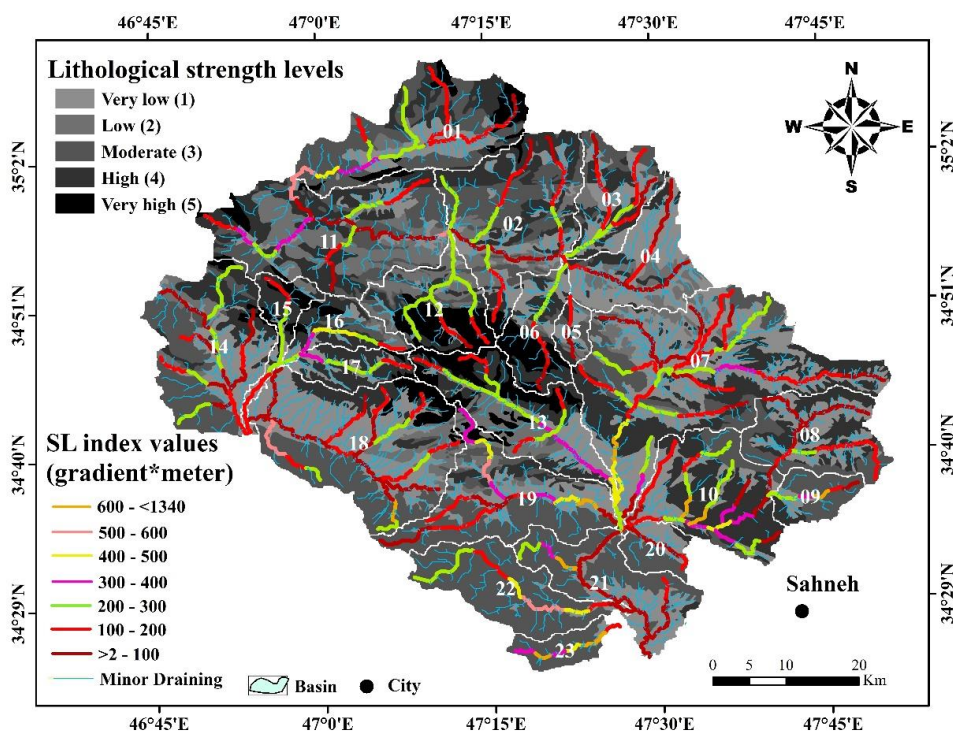 46°45'E 47°0'E 47°15'E 47°30'E 47°45'E
Lithological strength levels
Very low (1)
Low (2)
Moderate (3)
High (4)
Very high (5)
N
W E
S
35°2'N 35°2'N
01
02
03
04
11
34°51'N 34°51'N
12
15
16
06
05
14
17
07
13
18
08
34°40'N 34°40'N
SL index values
(gradient*meter)
600 - <1340
500 - 600
400 - 500
300 - 400
200 - 300
100 - 200
>2 - 100
Minor Draining
Basin
City
19
10
09
20
21
22
23
Sahneh
34°29'N 34°29'N
0 5 10 20
Km
46°45'E 47°0'E 47°15'E 47°30'E 47°45'E